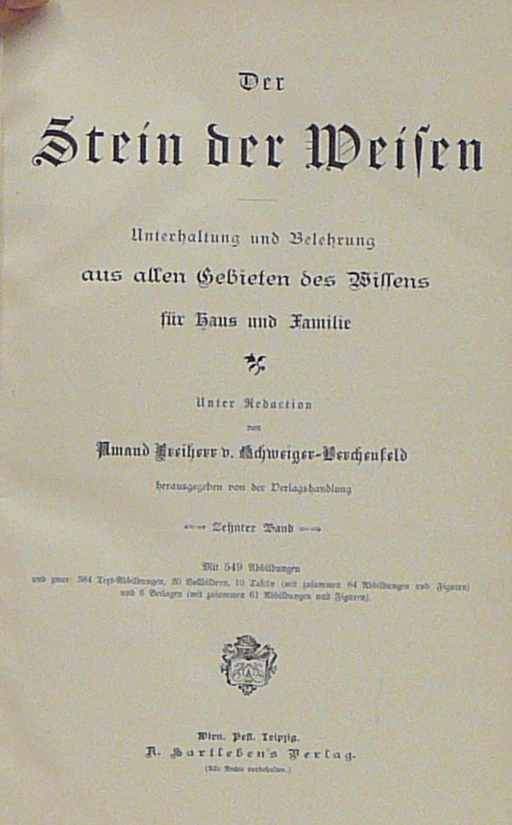 Der
Stein der Weisen
Unterhaltung und Belehrung
aus allen Gebieten des Wissens
für Haus und Familie
Unter Redaction
von
Amand Freiherr v. Schweiger-Lerchenfeld
herausgegeben von der Verlagshandlung
Zehnter Band
Mit 549 Abbildungen
und zwar: 384 Text-Abbildungen, 20 Vollbildern, 10 Tafeln (mit zusammen 84 Abbildungen und Figuren)
und 6 Beilagen (mit zusammen 61 Abbildungen und Figuren).
Wien. Pest. Leipzig.
A. Hartleben's Verlag.
(Alle Rechte vorbehalten.)